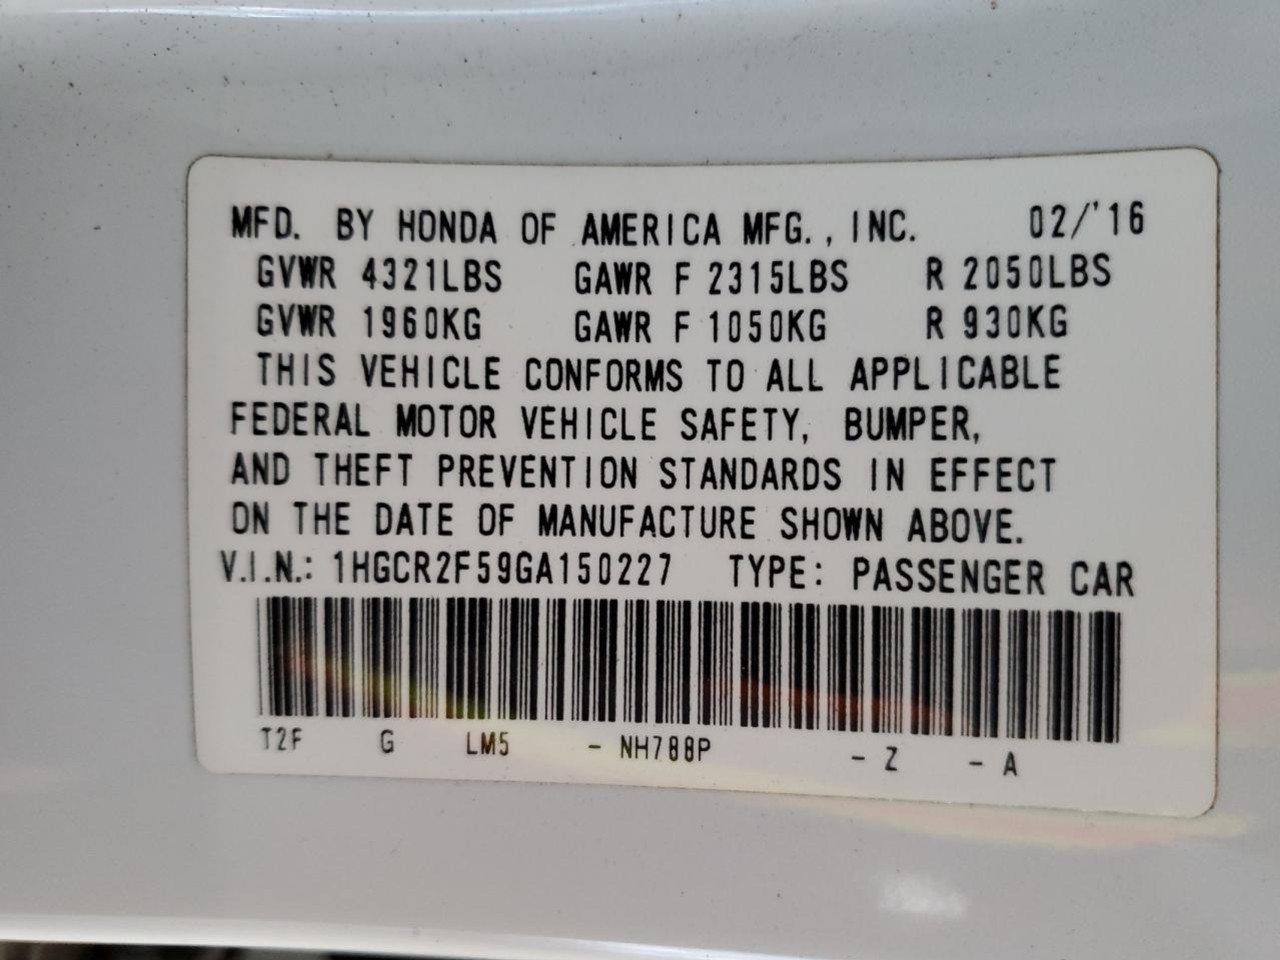 MFD. BY HONDA OF AMERICA MFG., INC. 02/'16
GVWR 4321LBS GAWR F 2315LBS R 2050LBS
GVWR 1960KG GAWR F 1050KG R 930KG
THIS VEHICLE CONFORMS TO ALL APPLICABLE
FEDERAL MOTOR VEHICLE SAFETY, BUMPER,
AND THEFT PREVENTION STANDARDS IN EFFECT
ON THE DATE OF MANUFACTURE SHOWN ABOVE.
V.I.N.: 1HGCR2F59GA150227 TYPE: PASSENGER CAR
T2F G LM5 - NH788P - Z - A